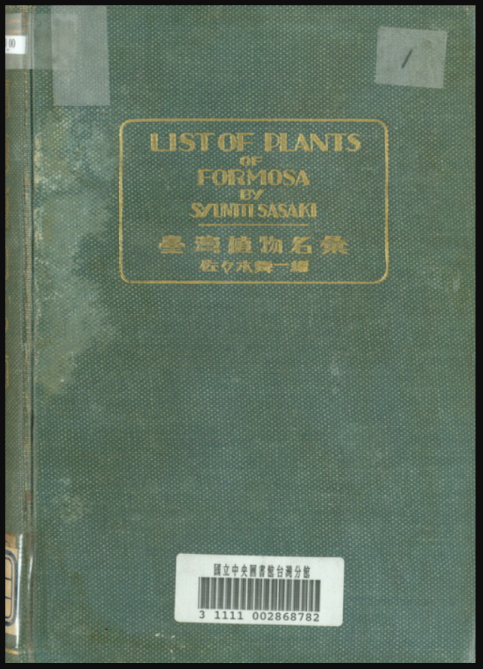 LIST OF PLANTS
OF
FORMOSA
BY
SYUNITI SASAKI
臺灣植物名彙
佐々木舜一編
國立中央圖書館台灣分館
3 1111 002868782